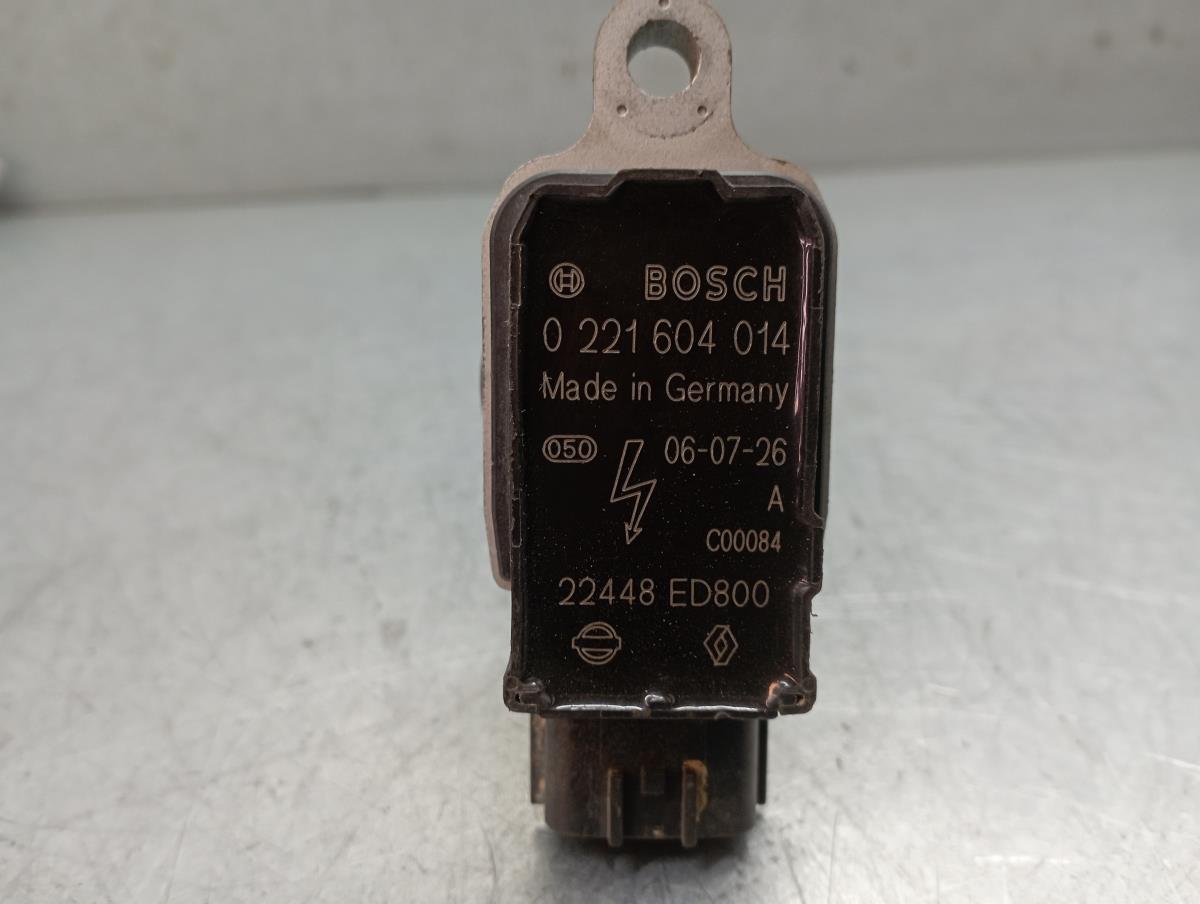 BOSCH
0 221 604 014
Made in Germany
050 06-07-26
A
C00084
22448 ED800